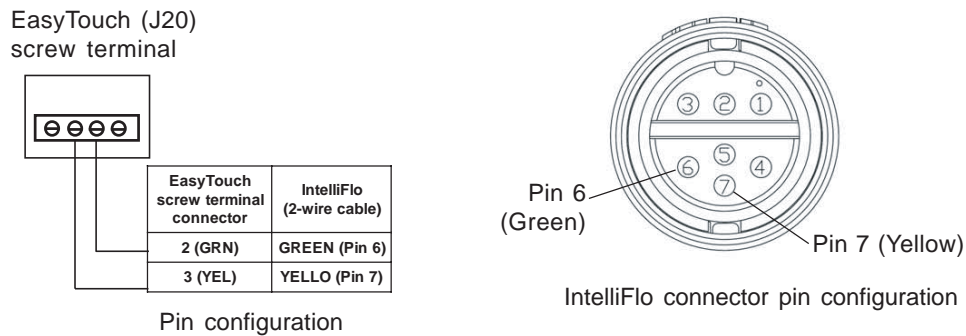 EasyTouch (J20)
screw terminal
EasyTouch
screw terminal
connector
IntelliFlo
(2-wire cable)
2 (GRN)
GREEN (Pin 6)
3 (YEL)
YELLO (Pin 7)
Pin configuration
3 2 1
5
6 4
7
Pin 6
(Green)
Pin 7 (Yellow)
IntelliFlo connector pin configuration